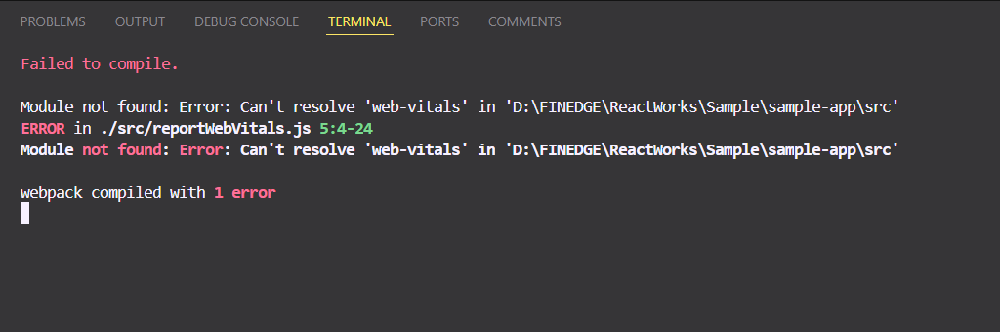 PROBLEMS OUTPUT DEBUG CONSOLE TERMINAL PORTS COMMENTS
Failed to compile.
Module not found: Error: Can't resolve 'web-vitals' in 'D:\FINEDGE\ReactWorks\Sample\sample-app\src'
ERROR in ./src/reportWebVitals.js 5:4-24
Module not found: Error: Can't resolve 'web-vitals' in 'D:\FINEDGE\ReactWorks\Sample\sample-app\src'
webpack compiled with 1 error